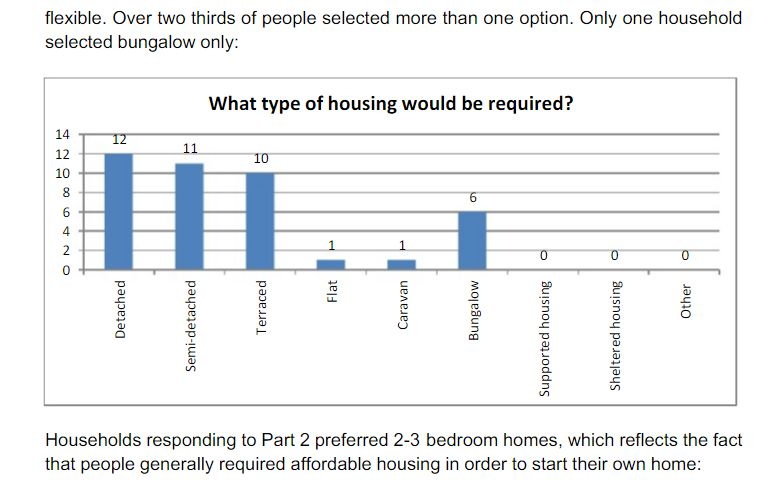 flexible. Over two thirds of people selected more than one option. Only one household
selected bungalow only:
What type of housing would be required?
14
12
10
8
6
4
2
0
12
11
10
1
1
6
0
0
0
Detached
Semi-detached
Terraced
Flat
Caravan
Bungalow
Supported housing
Sheltered housing
Other
Households responding to Part 2 preferred 2-3 bedroom homes, which reflects the fact
that people generally required affordable housing in order to start their own home: